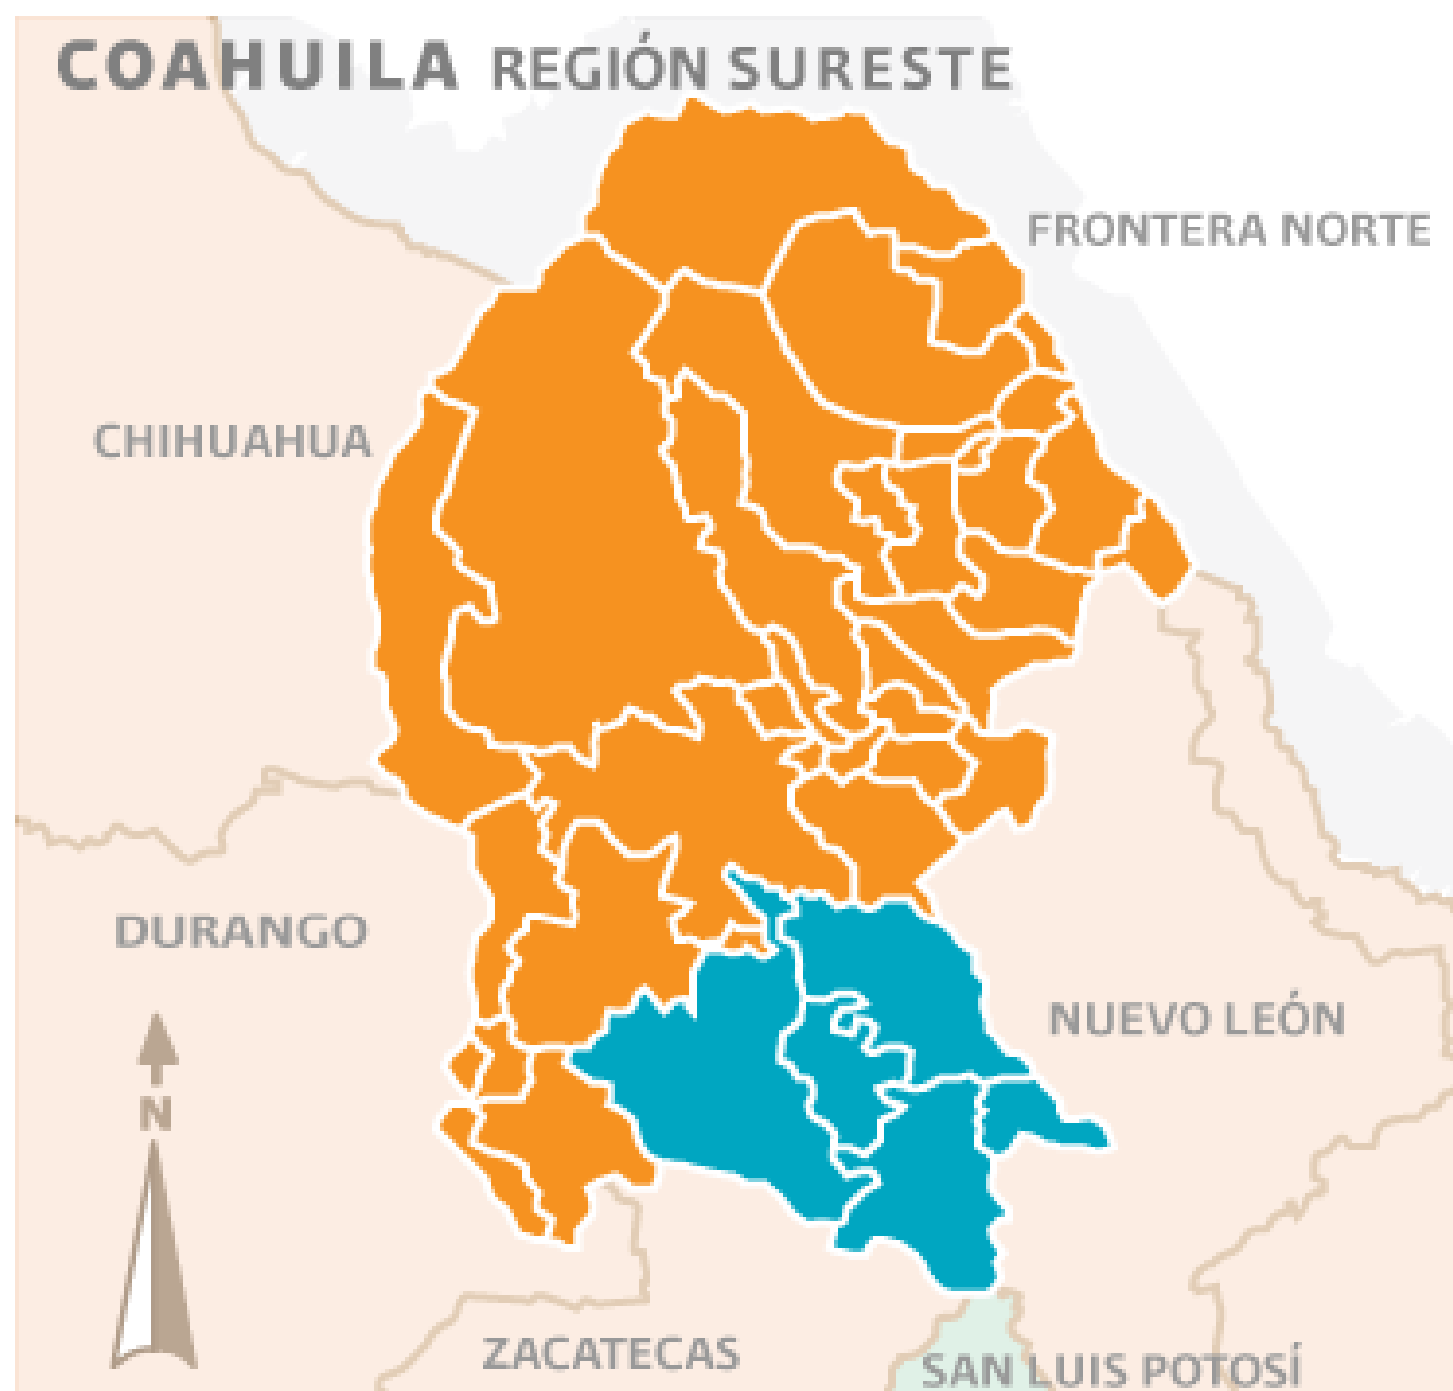 COAHUILA REGIÓN SURESTE
FRONTERA NORTE
CHIHUAHUA
DURANGO
NUEVO LEÓN
N
ZACATECAS
SAN LUIS POTOSÍ